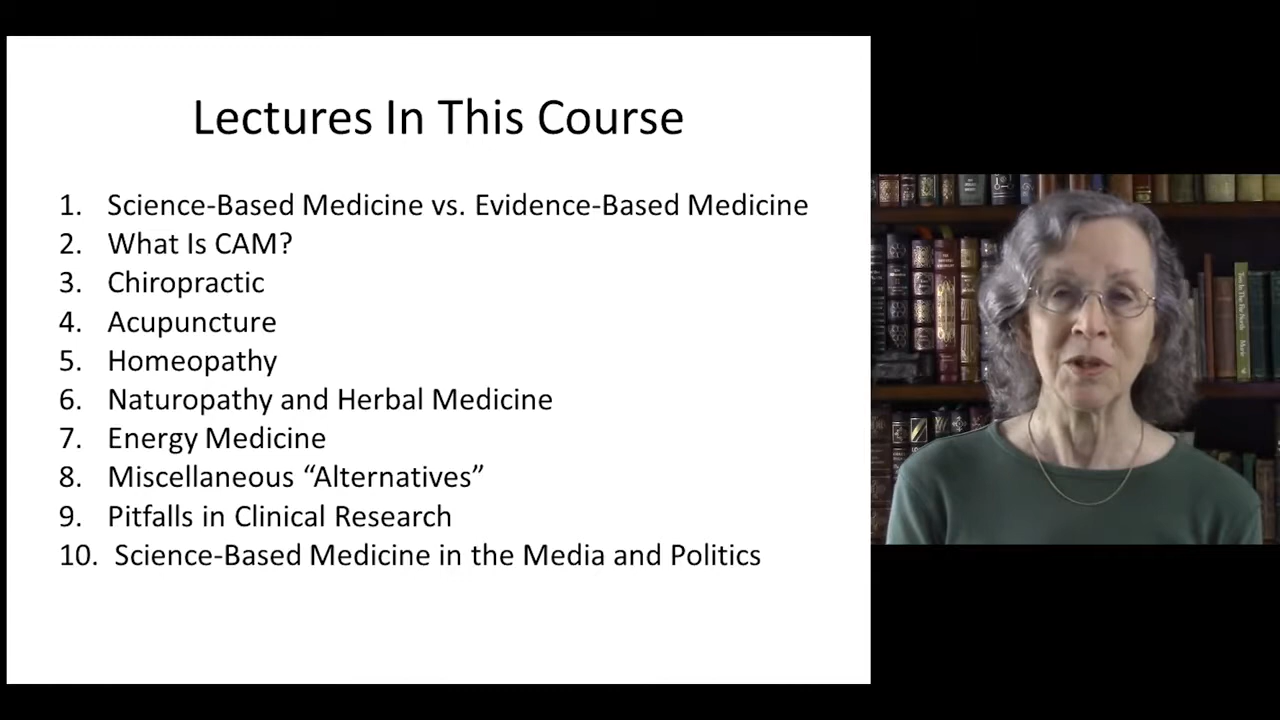 Lectures In This Course
1. Science-Based Medicine vs. Evidence-Based Medicine
2. What Is CAM?
3. Chiropractic
4. Acupuncture
5. Homeopathy
6. Naturopathy and Herbal Medicine
7. Energy Medicine
8. Miscellaneous “Alternatives”
9. Pitfalls in Clinical Research
10. Science-Based Medicine in the Media and Politics